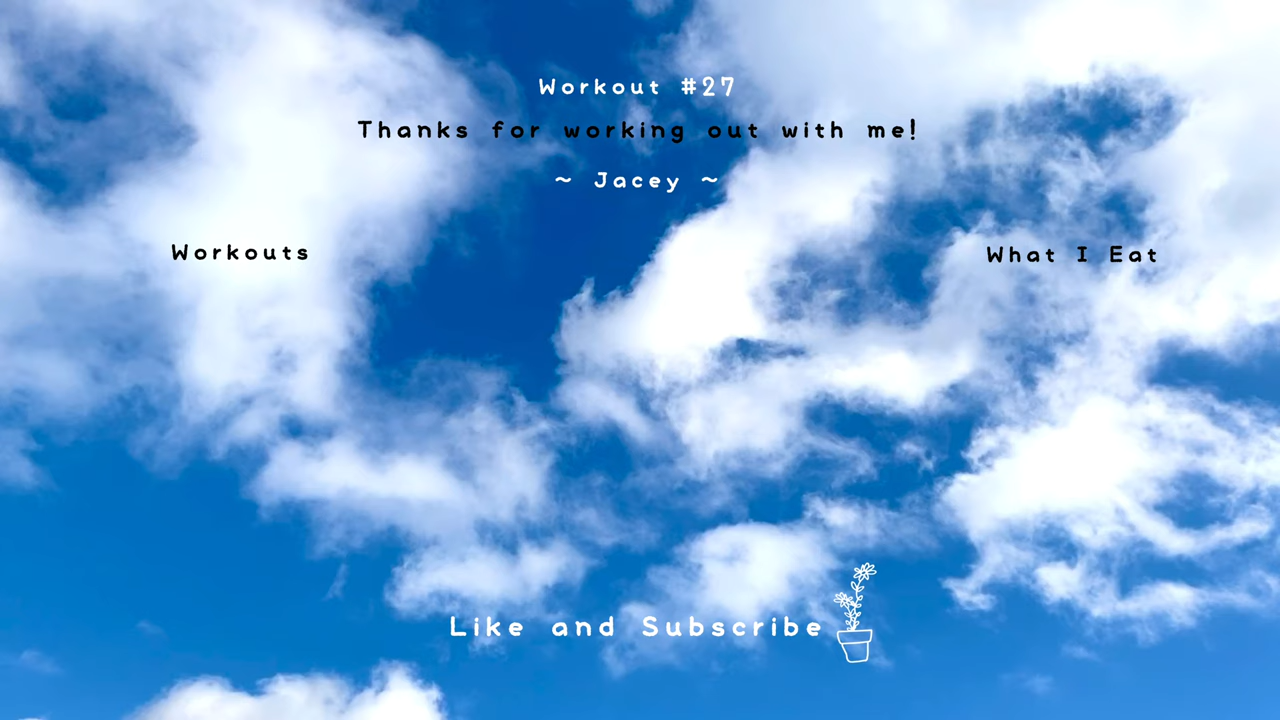 Workout #27
Thanks for working out with me!
~ Jacey ~
Workouts
What I Eat
Like and Subscribe